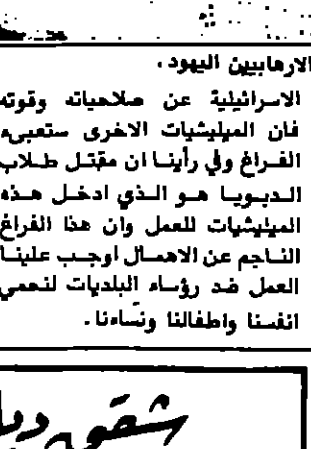 الارهابيين اليهود.
الاسرائيلية عن صلاحياته وقوته
فان الميليشيات الاخرى ستعبىء
الفراغ وفي رأينا ان مقتل طلاب
الدبويا هو الذي ادخل هذه
الميليشيات للعمل وان هذا الفراغ
الناجم عن الاهمال اوجب علينا
العمل ضد رؤساء البلديات لنحمي
انفسنا واطفالنا ونساءنا.
شقق